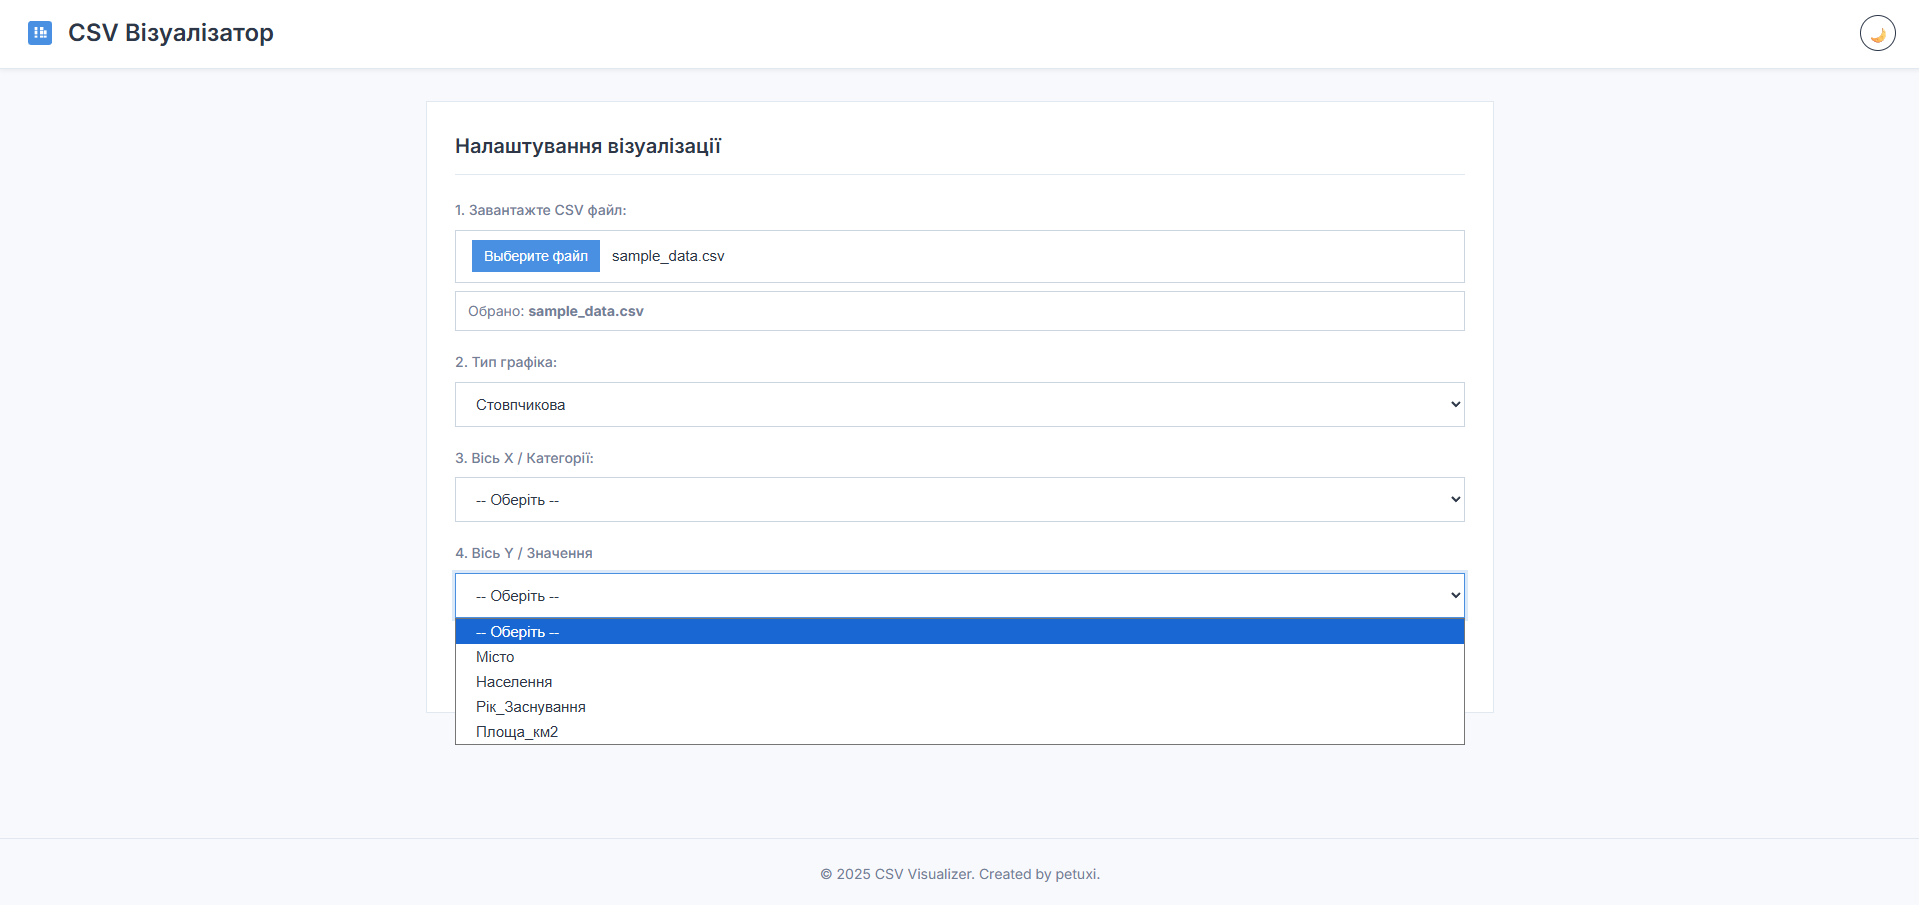 CSV Візуалізатор
Налаштування візуалізації
1. Завантажте CSV файл:
Выберите файл sample_data.csv
Обрано: sample_data.csv
2. Тип графіка:
Стовпчикова
3. Вісь X / Категорії:
-- Оберіть --
4. Вісь Y / Значення
-- Оберіть --
-- Оберіть --
Місто
Населення
Рік_Заснування
Площа_км2
© 2025 CSV Visualizer. Created by petuxi.